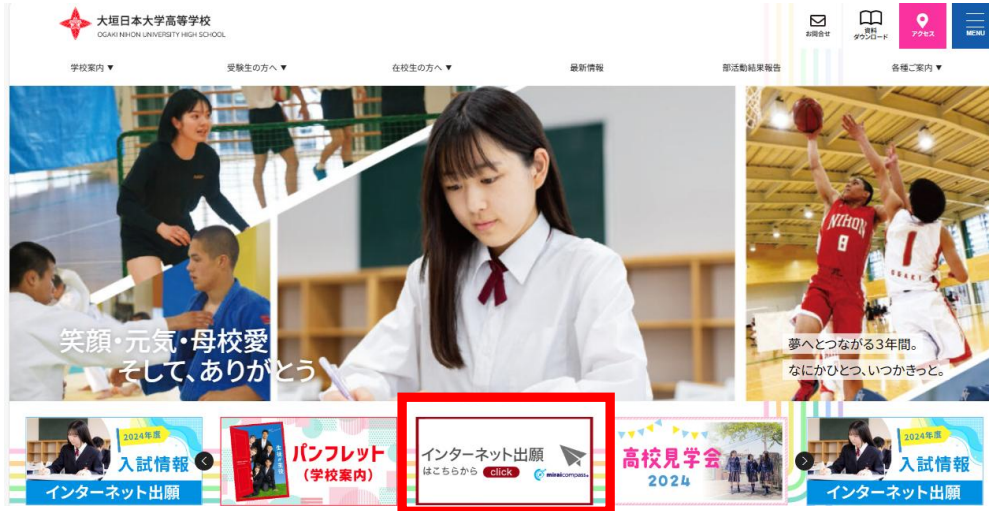 大垣日本大学高等学校
OGAKI NIHON UNIVERSITY HIGH SCHOOL
お問合せ
資料
ダウンロード
アクセス
MENU
学校案内 ▼
受験生の方へ ▼
在校生の方へ ▼
最新情報
部活動結果報告
各種ご案内 ▼
NIHON
8
1
OGAKI
笑顔・元気・母校愛
そして、ありがとう
夢へとつながる3年間。
なにかひとつ、いつかきっと。
2024年度
入試情報
インターネット出願
パンフレット
(学校案内)
インターネット出願
はこちらから click
miraicompass
高校見学会
2024
2024年度
入試情報
インターネット出願